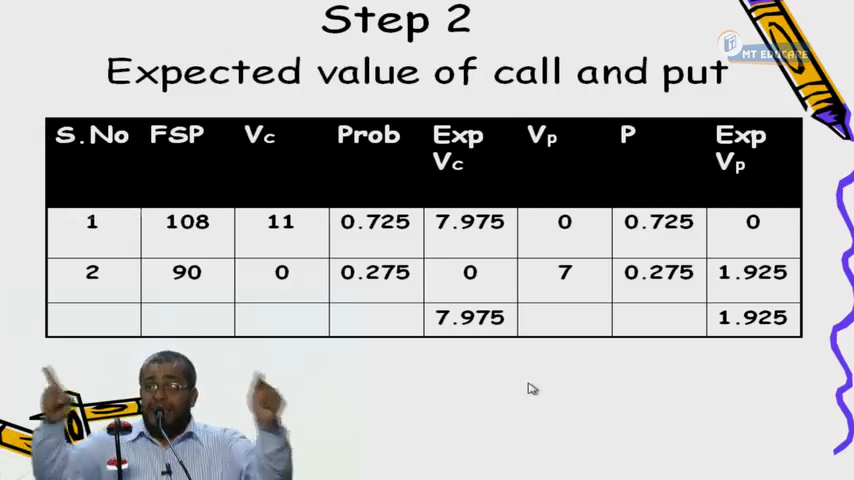 Step 2
MT EDUCARE
Expected value of call and put
S.No FSP Vc Prob Exp Vc Vp P Exp Vp
1 108 11 0.725 7.975 0 0.725 0
2 90 0 0.275 0 7 0.275 1.925
7.975 1.925